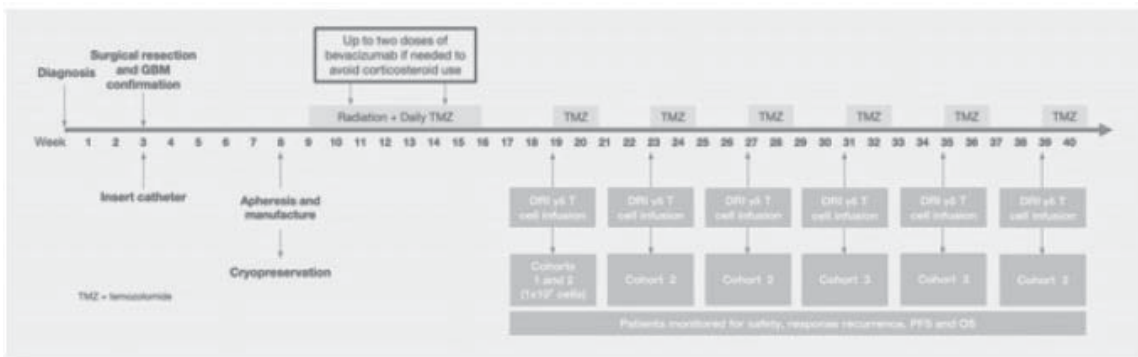 Up to two doses of
bevacizumab if needed to
avoid corticosteroid use
Surgical resection
and GBM
confirmation
Diagnosis
Radiation + Daily TMZ
TMZ TMZ TMZ TMZ TMZ TMZ
Week 1 2 3 4 5 6 7 8 9 10 11 12 13 14 15 16 17 18 19 20 21 22 23 24 25 26 27 28 29 30 31 32 33 34 35 36 37 38 39 40
Insert catheter
Apheresis and
manufacture
Cryopreservation
DRI γδ T
cell infusion
DRI γδ T
cell infusion
DRI γδ T
cell infusion
DRI γδ T
cell infusion
DRI γδ T
cell infusion
DRI γδ T
cell infusion
Cohorts
1 and 2
cells)
Cohort 2
Cohort 2
Cohort
Cohort 2
Cohort 2
TMZ = temozolomide
Patients monitored for safety, response recurrence, PFS and OS